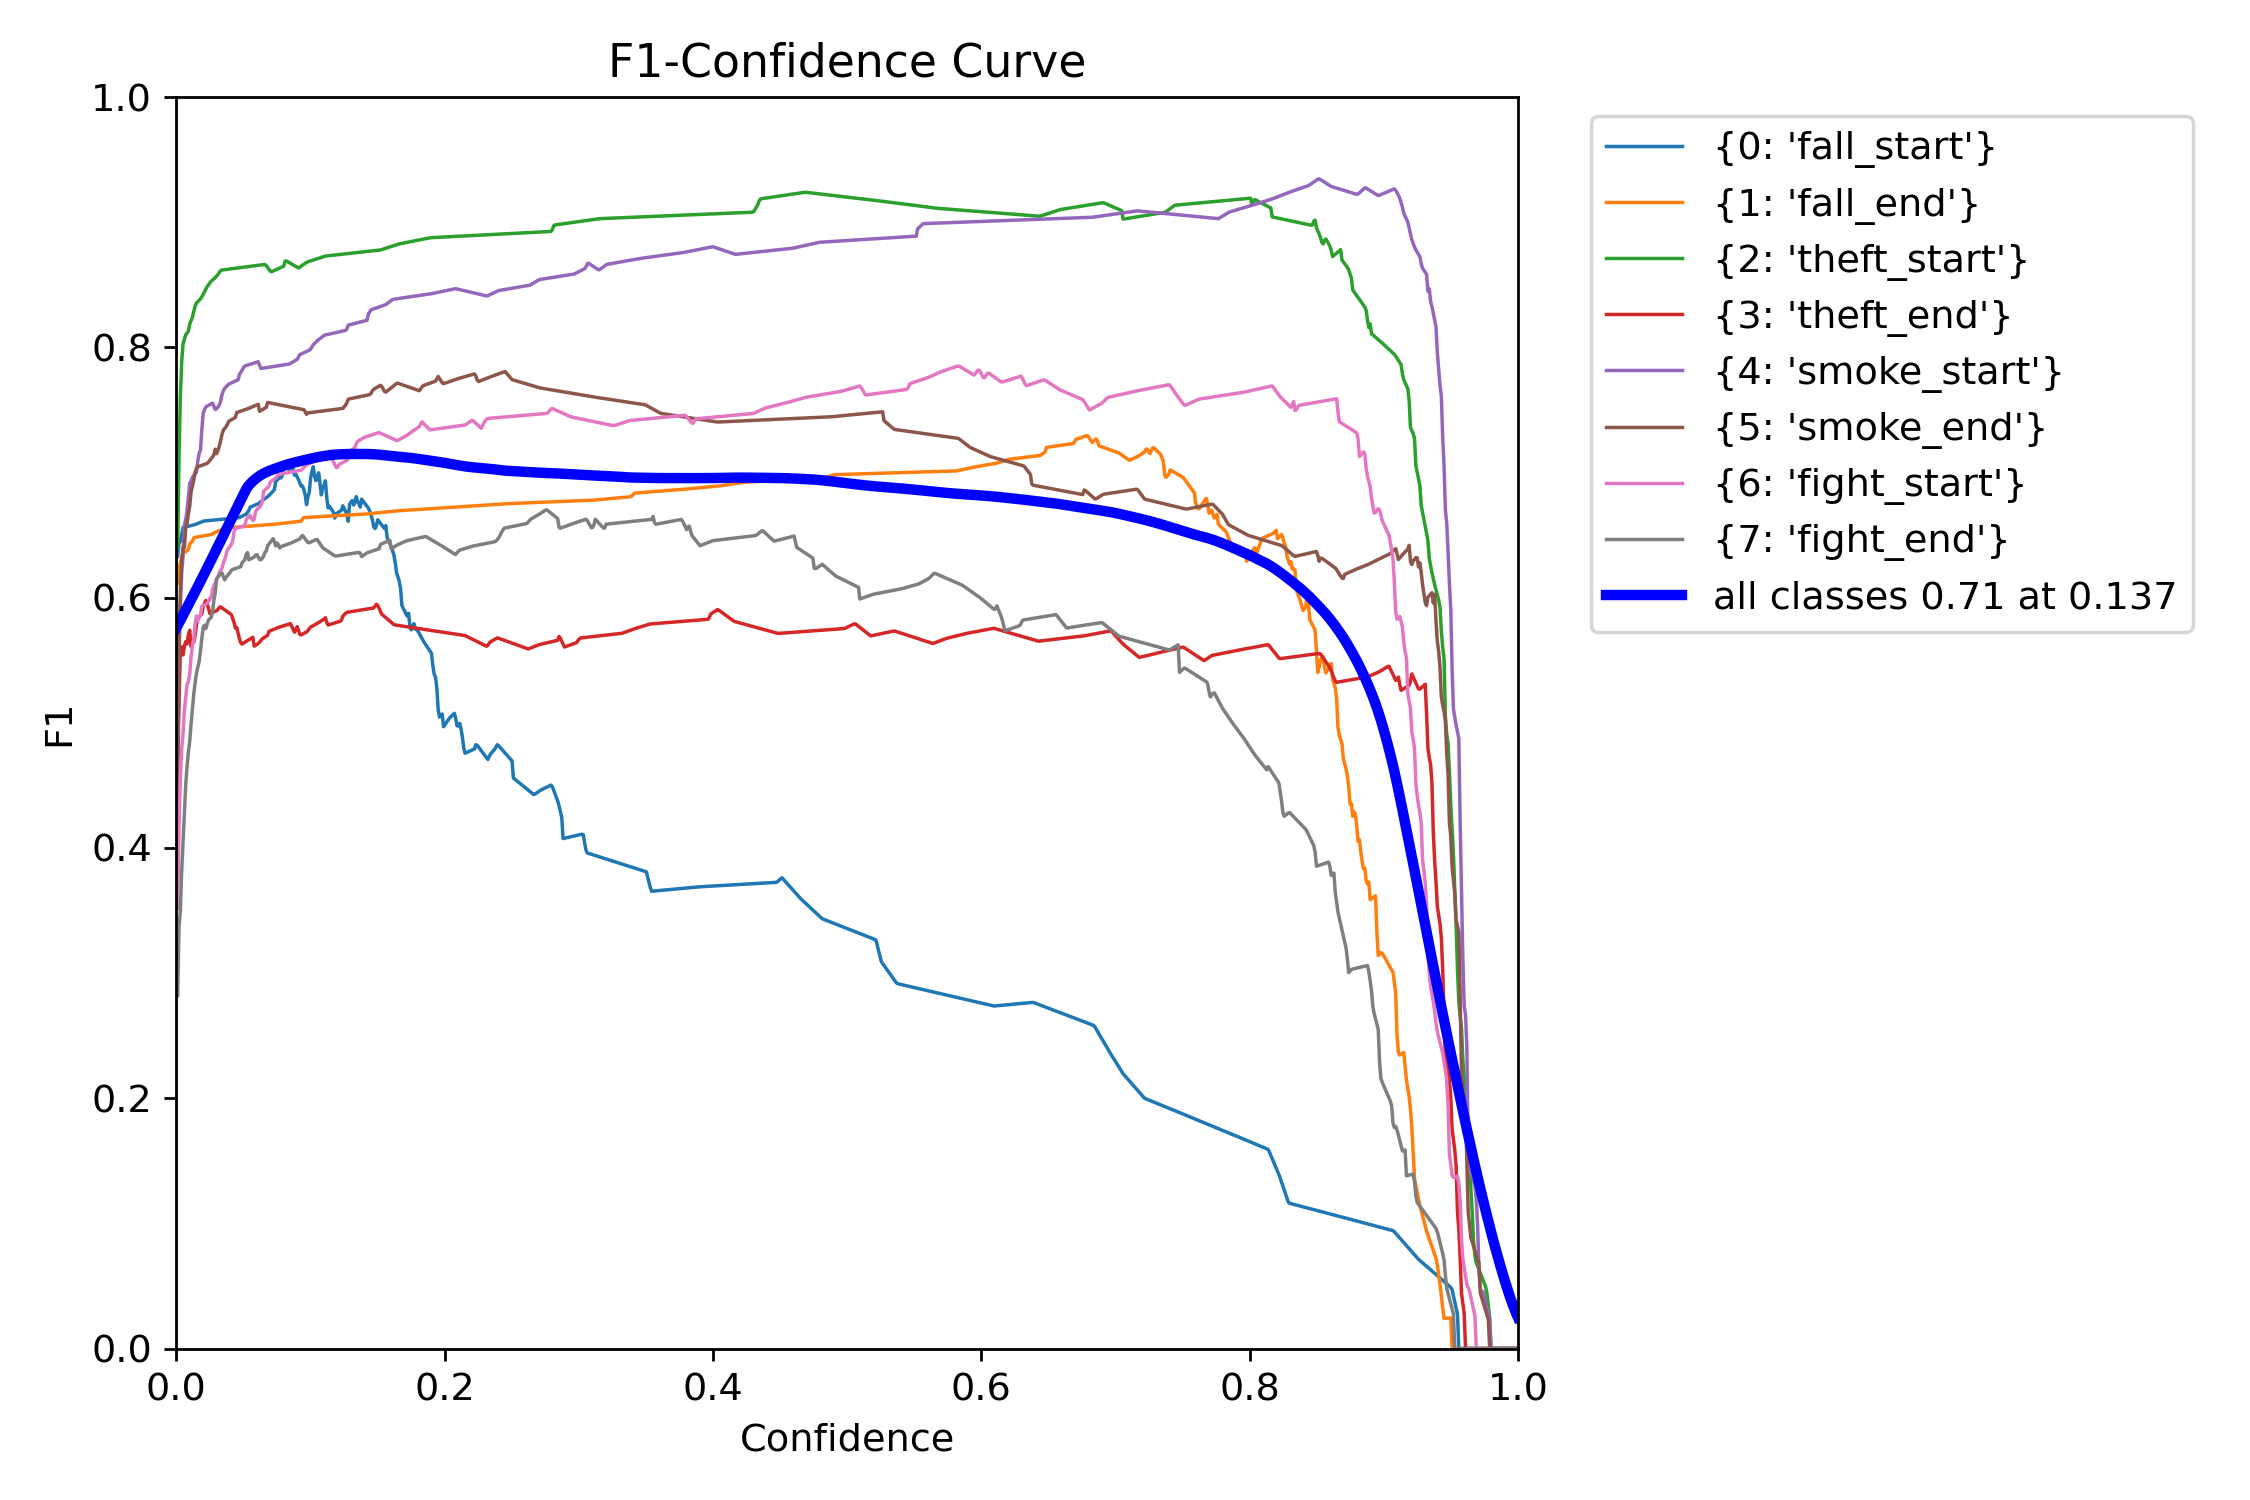 F1-Confidence Curve
1.0
0.8
0.6
0.4
0.2
0.0
F1
0.0 0.2 0.4 0.6 0.8 1.0
Confidence
{0: 'fall_start'}
{1: 'fall_end'}
{2: 'theft_start'}
{3: 'theft_end'}
{4: 'smoke_start'}
{5: 'smoke_end'}
{6: 'fight_start'}
{7: 'fight_end'}
all classes 0.71 at 0.137